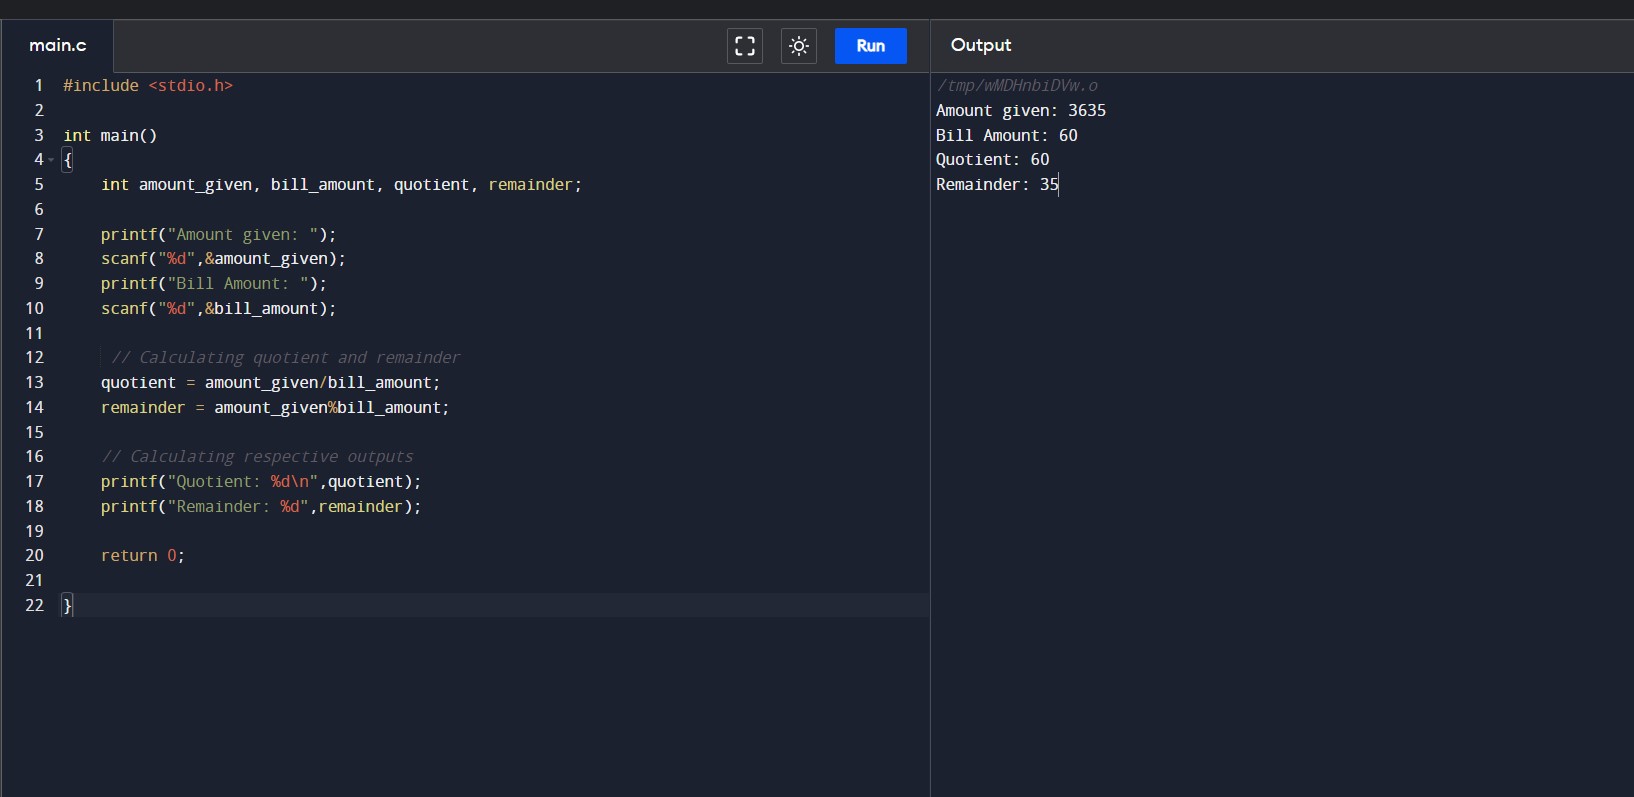 main.c
Run
Output
1 #include <stdio.h>
2
3 int main()
4 {
5     int amount_given, bill_amount, quotient, remainder;
6
7     printf("Amount given: ");
8     scanf("%d",&amount_given);
9     printf("Bill Amount: ");
10     scanf("%d",&bill_amount);
11
12      // Calculating quotient and remainder
13     quotient = amount_given/bill_amount;
14     remainder = amount_given%bill_amount;
15
16     // Calculating respective outputs
17     printf("Quotient: %d\n",quotient);
18     printf("Remainder: %d",remainder);
19
20     return 0;
21
22 }
/tmp/wMDHnbiDVw.o
Amount given: 3635
Bill Amount: 60
Quotient: 60
Remainder: 35